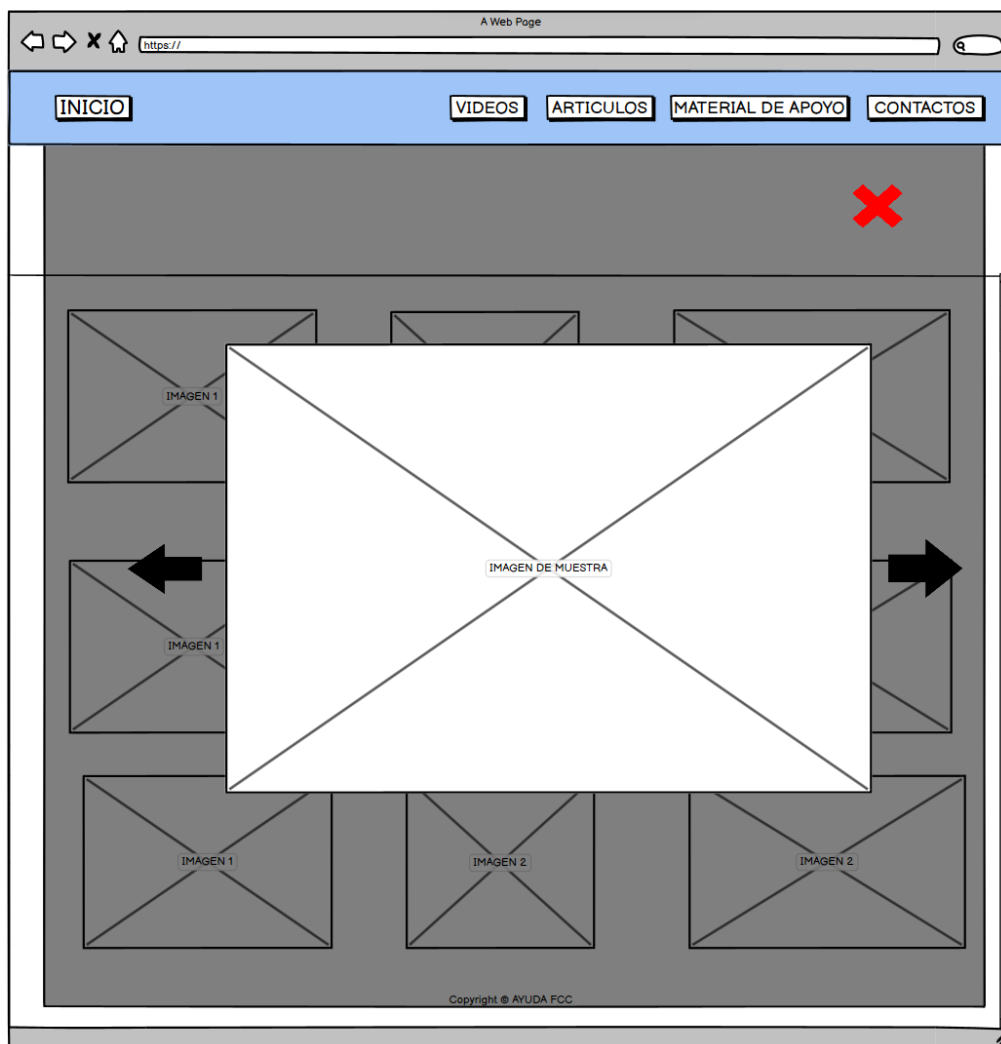 A Web Page
https://
INICIO
VIDEOS
ARTICULOS
MATERIAL DE APOYO
CONTACTOS
IMAGEN 1
IMAGEN DE MUESTRA
IMAGEN 1
IMAGEN 1
IMAGEN 2
IMAGEN 2
Copyright © AYUDA FCC